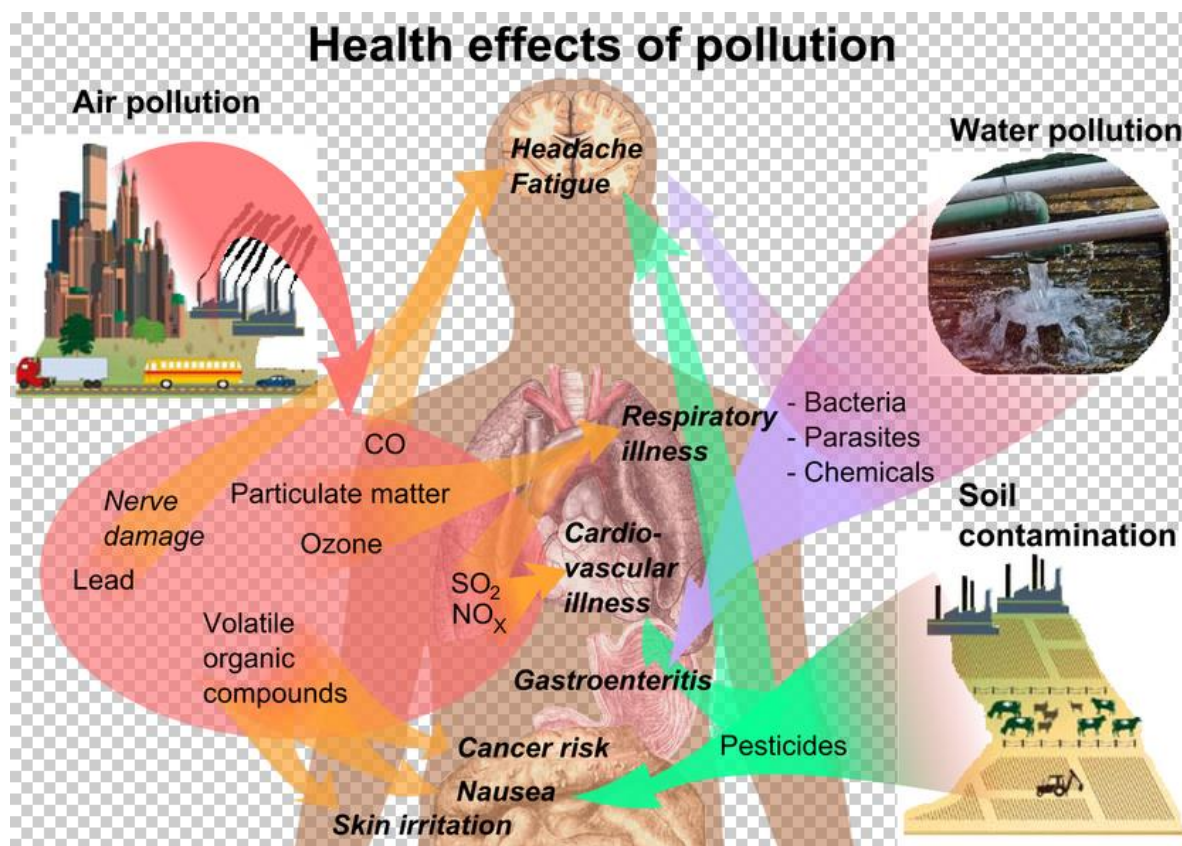 Health effects of pollution
Air pollution
Water pollution
Headache
Fatigue
CO
Particulate matter
Ozone
Nerve
damage
Lead
SO₂
NOₓ
Volatile
organic
compounds
Respiratory
illness
Cardio-
vascular
illness
- Bacteria
- Parasites
- Chemicals
Soil
contamination
Gastroenteritis
Pesticides
Cancer risk
Nausea
Skin irritation